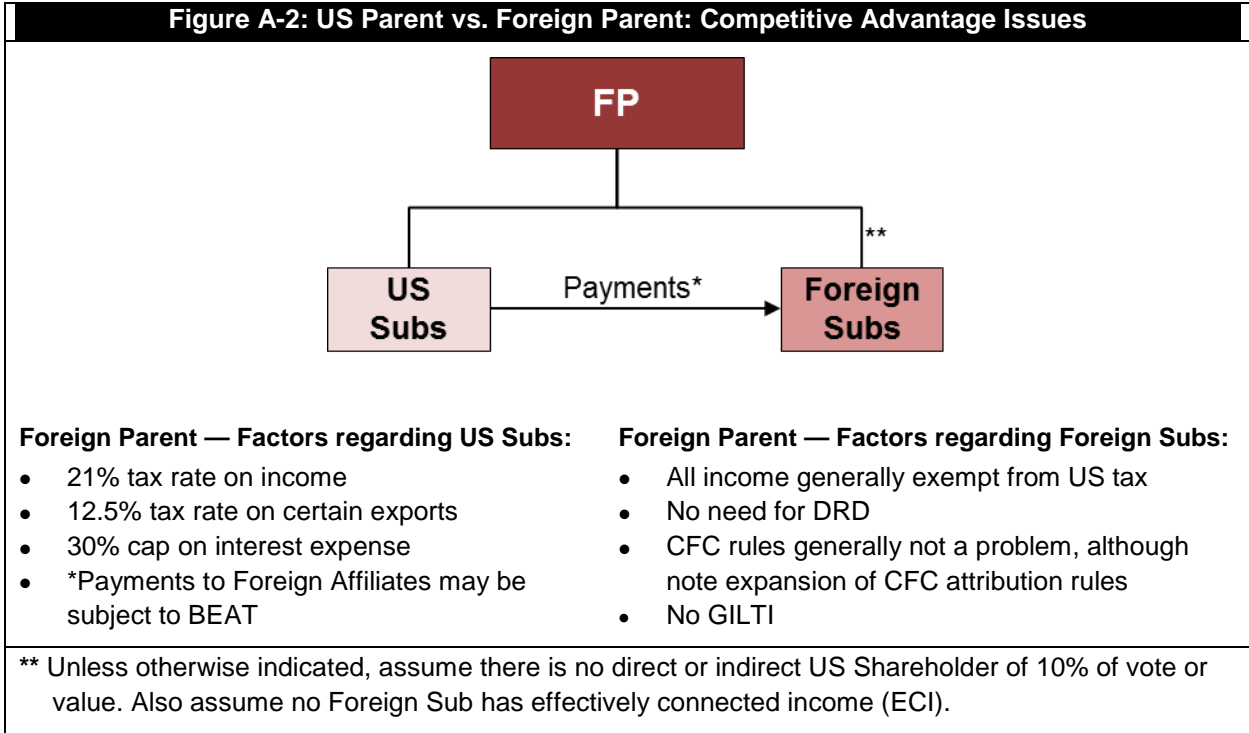 Figure A-2: US Parent vs. Foreign Parent: Competitive Advantage Issues
FP
**
US
Subs
Payments*
Foreign
Subs
Foreign Parent — Factors regarding US Subs:
• 21% tax rate on income
• 12.5% tax rate on certain exports
• 30% cap on interest expense
• *Payments to Foreign Affiliates may be
subject to BEAT
Foreign Parent — Factors regarding Foreign Subs:
• All income generally exempt from US tax
• No need for DRD
• CFC rules generally not a problem, although
note expansion of CFC attribution rules
• No GILTI
** Unless otherwise indicated, assume there is no direct or indirect US Shareholder of 10% of vote or
value. Also assume no Foreign Sub has effectively connected income (ECI).